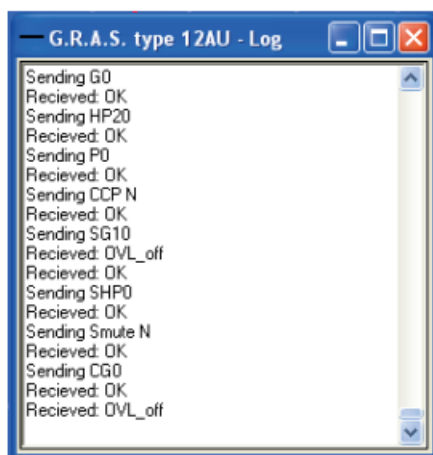 G.R.A.S. type 12AU - Log
Sending G0
Recieved: OK
Sending HP20
Recieved: OK
Sending P0
Recieved: OK
Sending CCP N
Recieved: OK
Sending SG10
Recieved: OVL_off
Recieved: OK
Sending SHP0
Recieved: OK
Sending Smute N
Recieved: OK
Sending CG0
Recieved: OK
Recieved: OVL_off